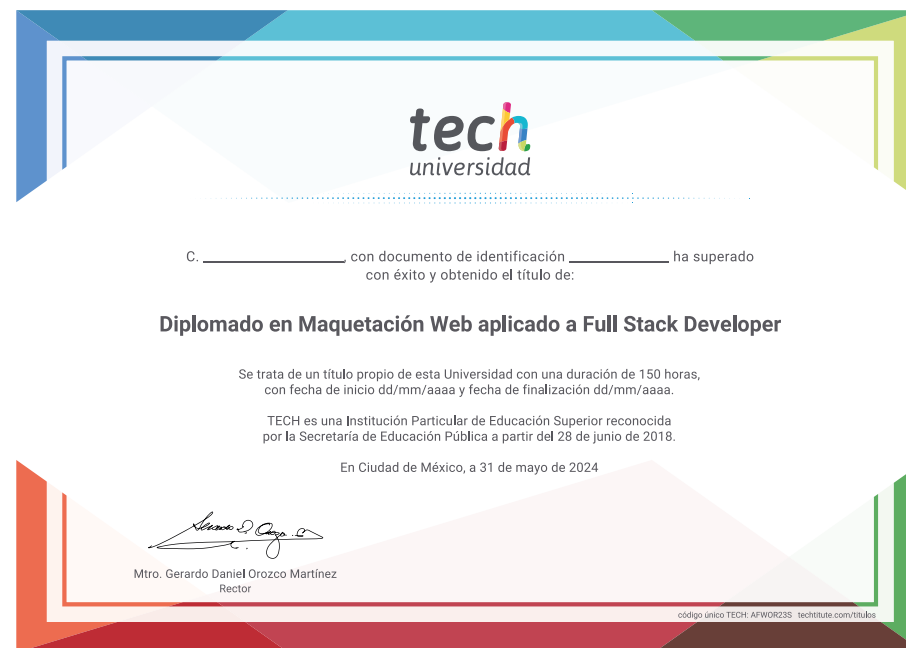 tech
universidad
C. ____________, con documento de identificación ____________ ha superado
con éxito y obtenido el título de:
Diplomado en Maquetación Web aplicado a Full Stack Developer
Se trata de un título propio de esta Universidad con una duración de 150 horas,
con fecha de inicio dd/mm/aaaa y fecha de finalización dd/mm/aaaa.
TECH es una Institución Particular de Educación Superior reconocida
por la Secretaría de Educación Pública a partir del 28 de junio de 2018.
En Ciudad de México, a 31 de mayo de 2024
Mtro. Gerardo Daniel Orozco Martínez
Rector
código único TECH: AFWOR23S techtitute.com/titulos